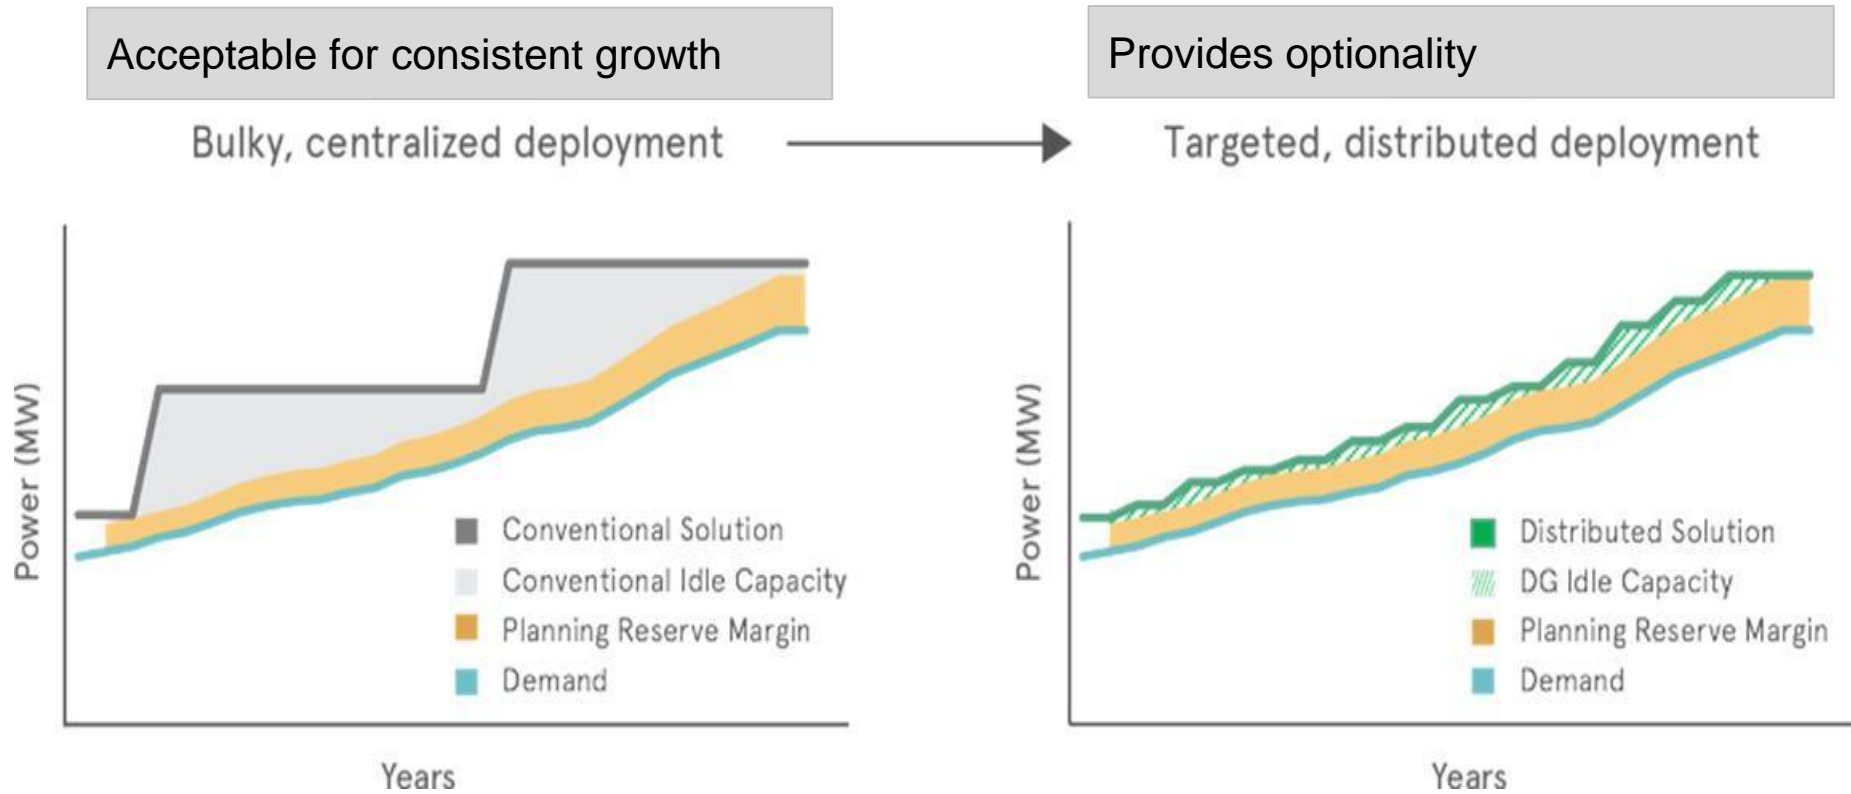 Acceptable for consistent growth
Provides optionality
Bulky, centralized deployment
Targeted, distributed deployment
Power (MW)
Conventional Solution
Conventional Idle Capacity
Planning Reserve Margin
Demand
Years
Power (MW)
Distributed Solution
DG Idle Capacity
Planning Reserve Margin
Demand
Years